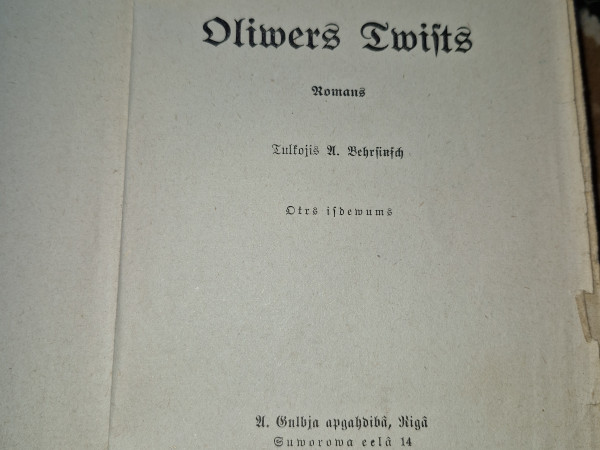 Oliwers Twiſts
Romans
Tulkojis A. Behrſinſch
Otrs iſdewums
A. Gulbja apgahdibâ, Rigâ
Suworowa eelâ 14